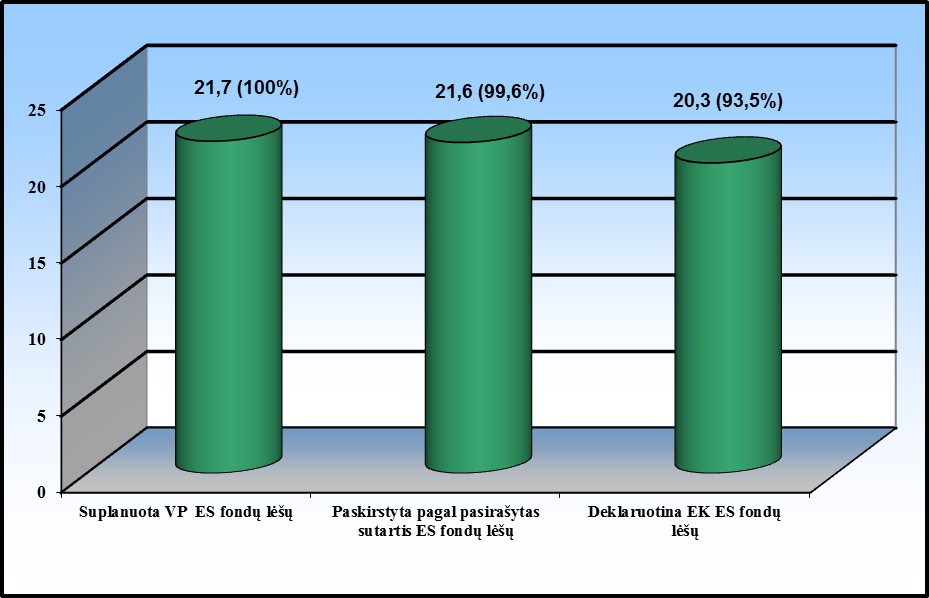 21,7 (100%)
21,6 (99,6%)
20,3 (93,5%)
25
20
15
10
5
0
Suplanuota VP ES fondų lėšų
Paskirstyta pagal pasirašytas
sutartis ES fondų lėšų
Deklaruotina EK ES fondų
lėšų